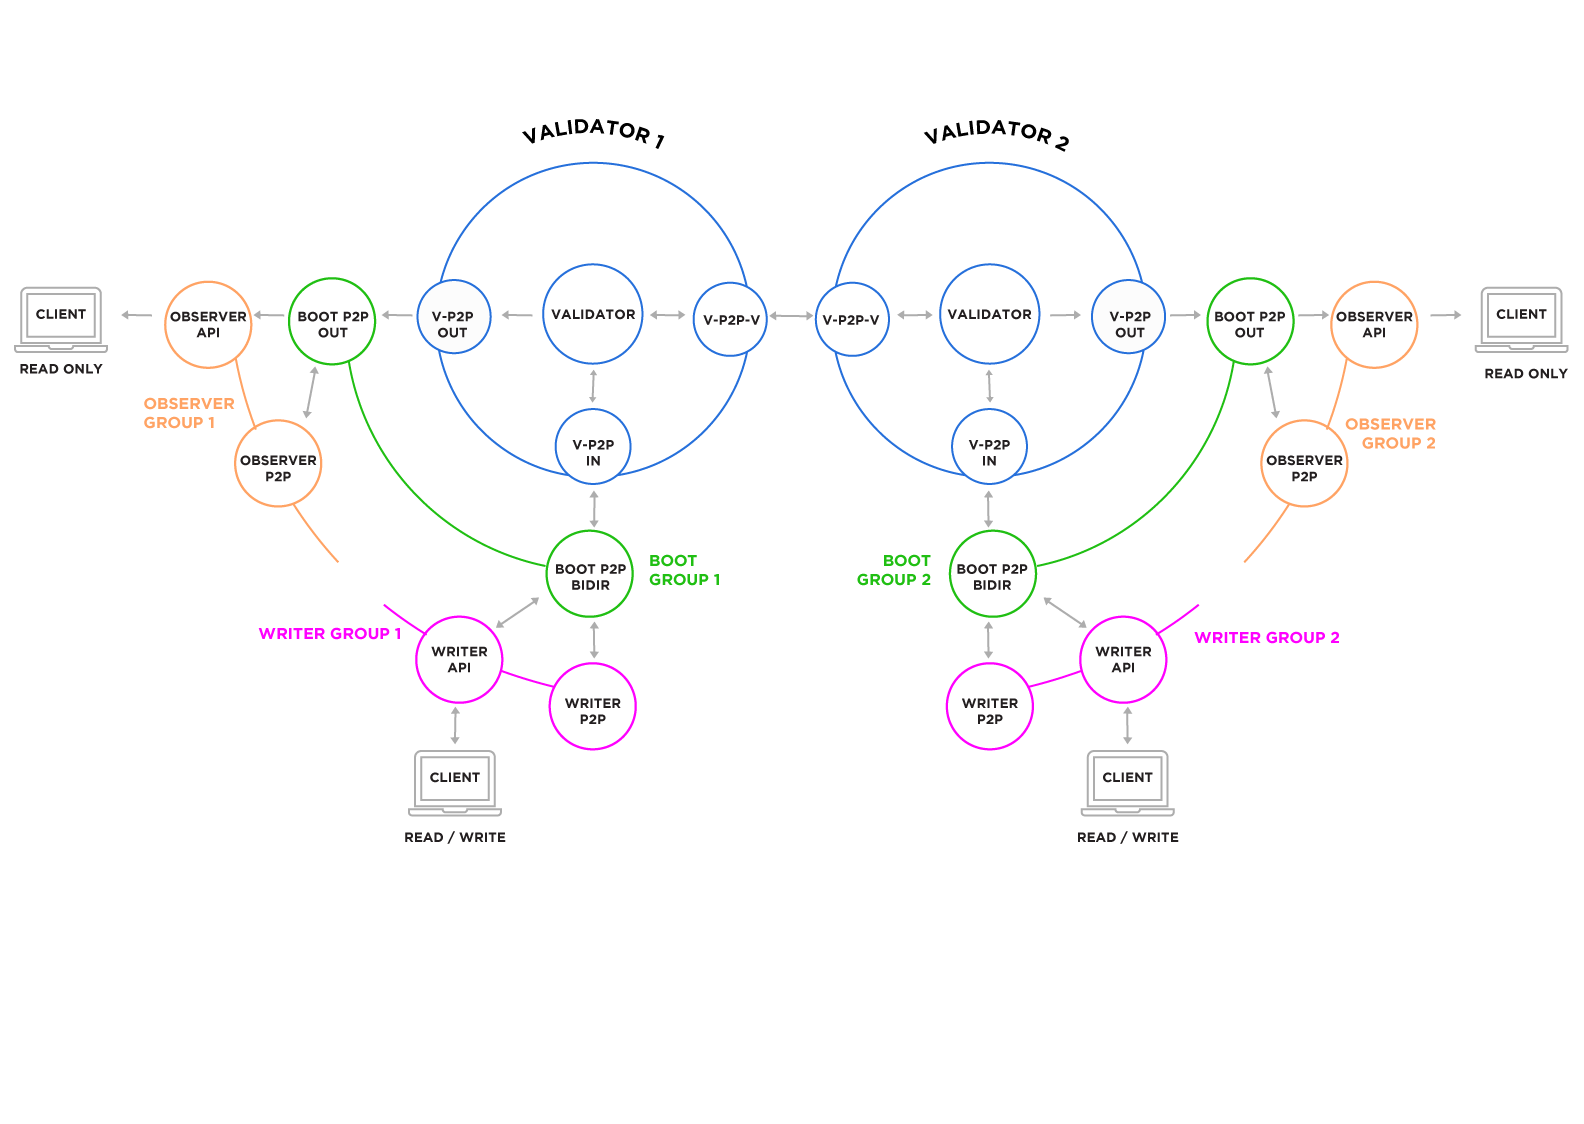 VALIDATOR 1
VALIDATOR 2
CLIENT
READ ONLY
OBSERVER
API
BOOT P2P
OUT
V-P2P
OUT
VALIDATOR
V-P2P-V
V-P2P-V
VALIDATOR
V-P2P
OUT
BOOT P2P
OUT
OBSERVER
API
CLIENT
READ ONLY
OBSERVER
GROUP 1
OBSERVER
P2P
V-P2P
IN
V-P2P
IN
OBSERVER
GROUP 2
OBSERVER
P2P
BOOT P2P
BIDIR
BOOT
GROUP 1
BOOT
GROUP 2
BOOT P2P
BIDIR
WRITER GROUP 1
WRITER
API
WRITER
P2P
WRITER
P2P
WRITER
API
WRITER GROUP 2
CLIENT
READ / WRITE
CLIENT
READ / WRITE